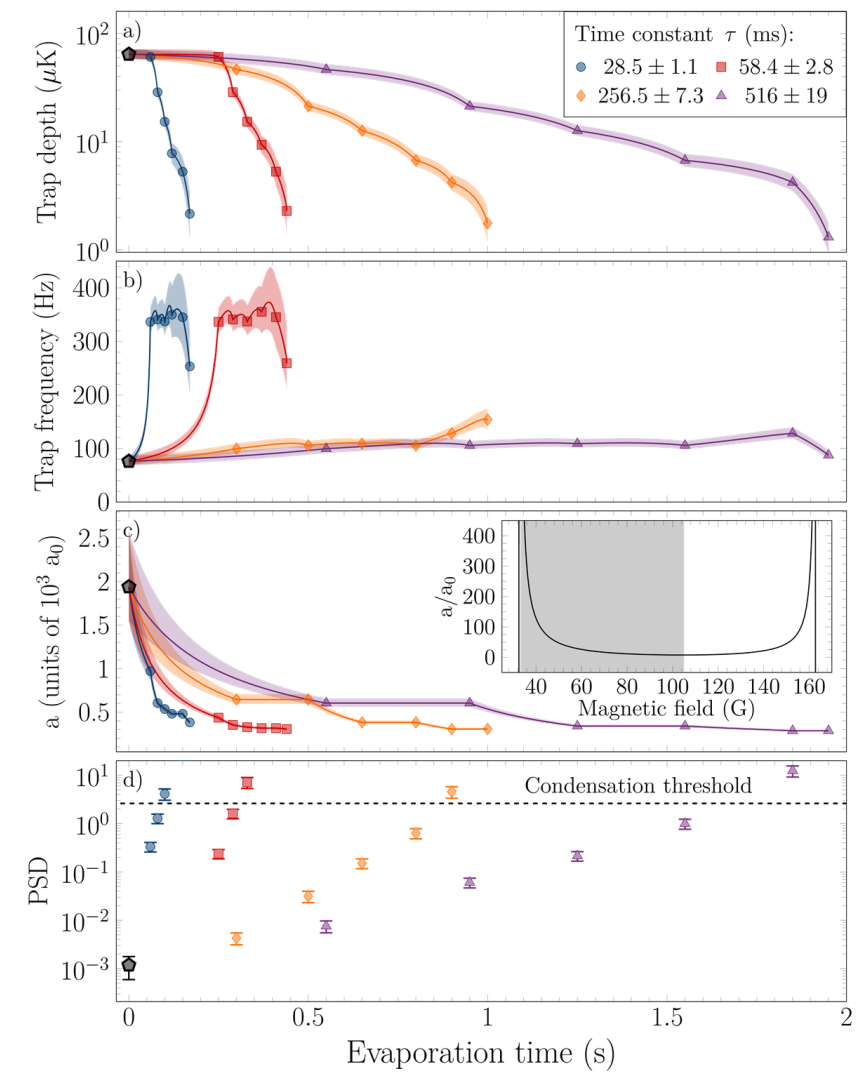 a)
Time constant τ (ms):
28.5 ± 1.1
58.4 ± 2.8
256.5 ± 7.3
516 ± 19
Trap depth (μK)
10²
10¹
10⁰
b)
Trap frequency (Hz)
400
300
200
100
0
c)
a (units of 10³ a₀)
2.5
2
1.5
1
0.5
a/a₀
400
300
200
100
0
40 60 80 100 120 140 160
Magnetic field (G)
d)
Condensation threshold
PSD
10¹
10⁰
10⁻¹
10⁻²
10⁻³
0 0.5 1 1.5 2
Evaporation time (s)